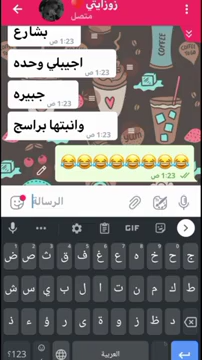 زوزايتي
متصل
بشارع
1:23 ص
اجيبلي وحده
1:23 ص
جبيره
1:23 ص
وانبتها براسج
1:23 ص
😂😂😂😂😂😂😂😂
1:23 ص
الرسالة
GIF
ض ص ق ف غ ع ه خ ح ج
ش س ي ب ل ا ت ن م ك
ذ ء ؤ ر ى ة و ز ظ د
؟123
العربية